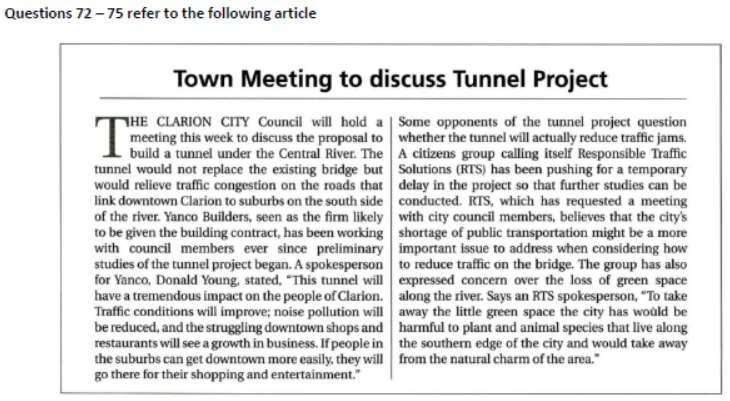 Questions 72 – 75 refer to the following article
Town Meeting to discuss Tunnel Project
THE CLARION CITY Council will hold a
meeting this week to discuss the proposal to
build a tunnel under the Central River. The
tunnel would not replace the existing bridge but
would relieve traffic congestion on the roads that
link downtown Clarion to suburbs on the south side
of the river. Yanco Builders, seen as the firm likely
to be given the building contract, has been working
with council members ever since preliminary
studies of the tunnel project began. A spokesperson
for Yanco, Donald Young, stated, "This tunnel will
have a tremendous impact on the people of Clarion.
Traffic conditions will improve; noise pollution will
be reduced, and the struggling downtown shops and
restaurants will see a growth in business. If people in
the suburbs can get downtown more easily, they will
go there for their shopping and entertainment."
Some opponents of the tunnel project question
whether the tunnel will actually reduce traffic jams.
A citizens group calling itself Responsible Traffic
Solutions (RTS) has been pushing for a temporary
delay in the project so that further studies can be
conducted. RTS, which has requested a meeting
with city council members, believes that the city's
shortage of public transportation might be a more
important issue to address when considering how
to reduce traffic on the bridge. The group has also
expressed concern over the loss of green space
along the river. Says an RTS spokesperson, "To take
away the little green space the city has would be
harmful to plant and animal species that live along
the southern edge of the city and would take away
from the natural charm of the area."